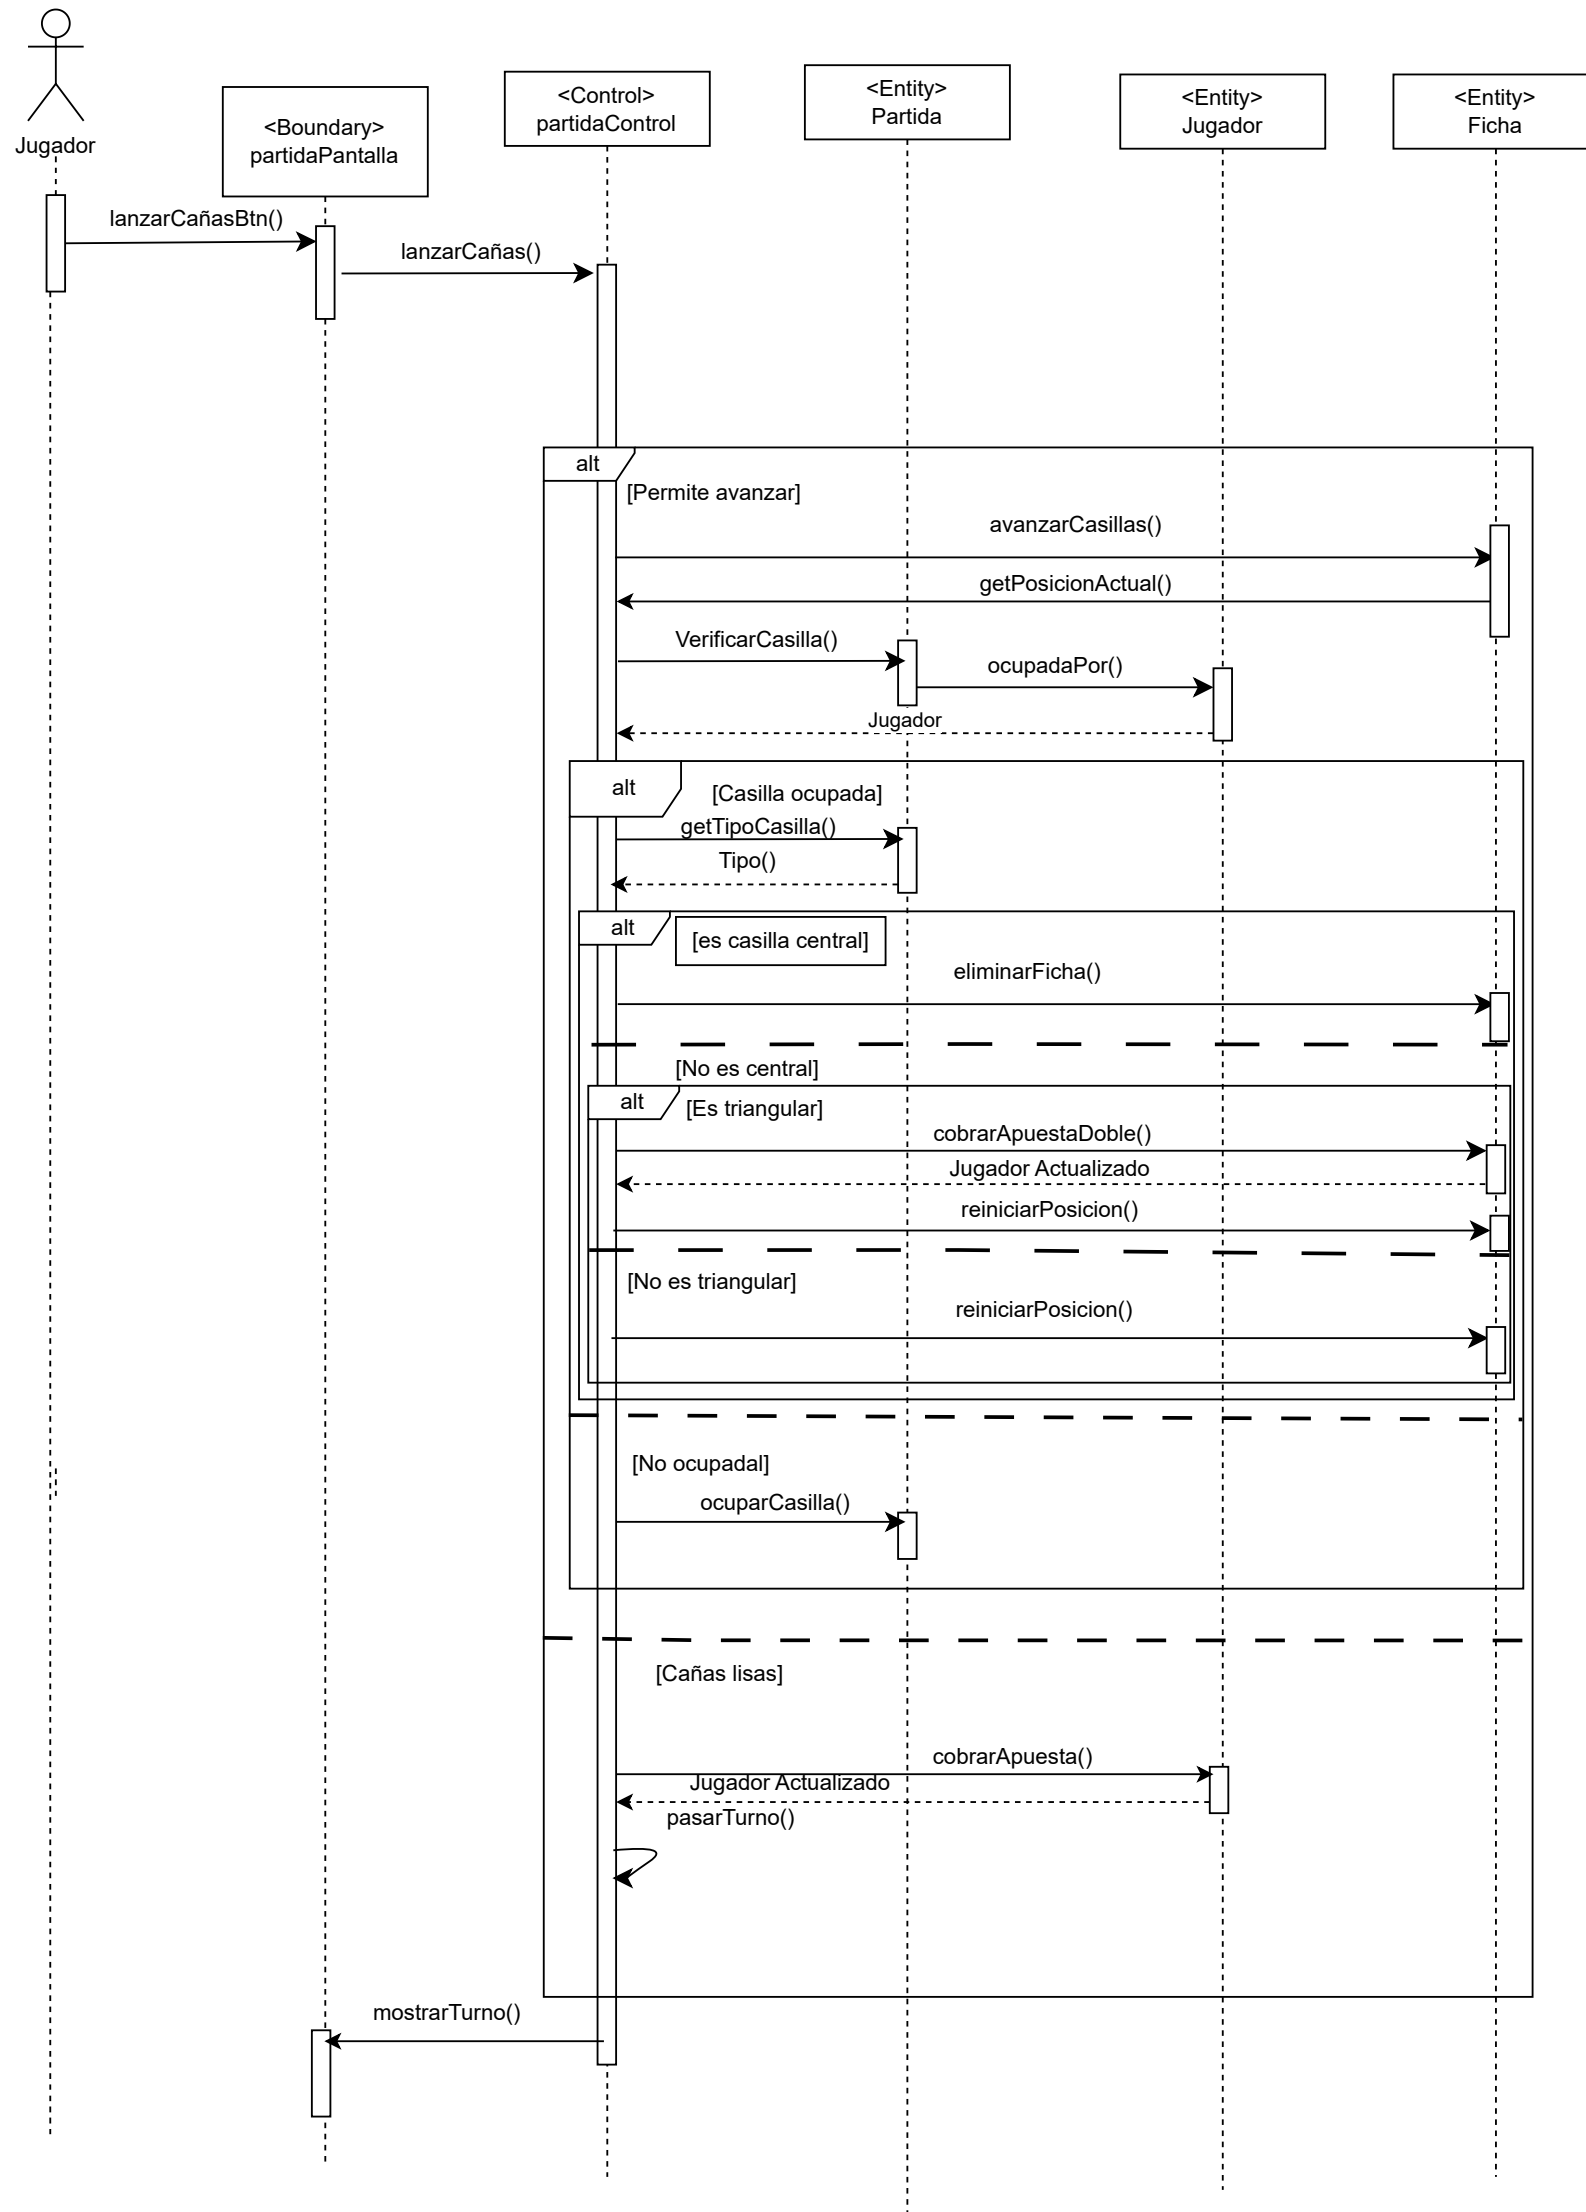 Jugador
<Boundary>
partidaPantalla
<Control>
partidaControl
<Entity>
Partida
<Entity>
Jugador
<Entity>
Ficha
lanzarCañasBtn()
lanzarCañas()
alt
[Permite avanzar]
avanzarCasillas()
getPosicionActual()
VerificarCasilla()
ocupadaPor()
Jugador
alt
[Casilla ocupada]
getTipoCasilla()
Tipo()
alt
[es casilla central]
eliminarFicha()
[No es central]
alt
[Es triangular]
cobrarApuestaDoble()
Jugador Actualizado
reiniciarPosicion()
[No es triangular]
reiniciarPosicion()
[No ocupadal]
ocuparCasilla()
[Cañas lisas]
cobrarApuesta()
Jugador Actualizado
pasarTurno()
mostrarTurno()